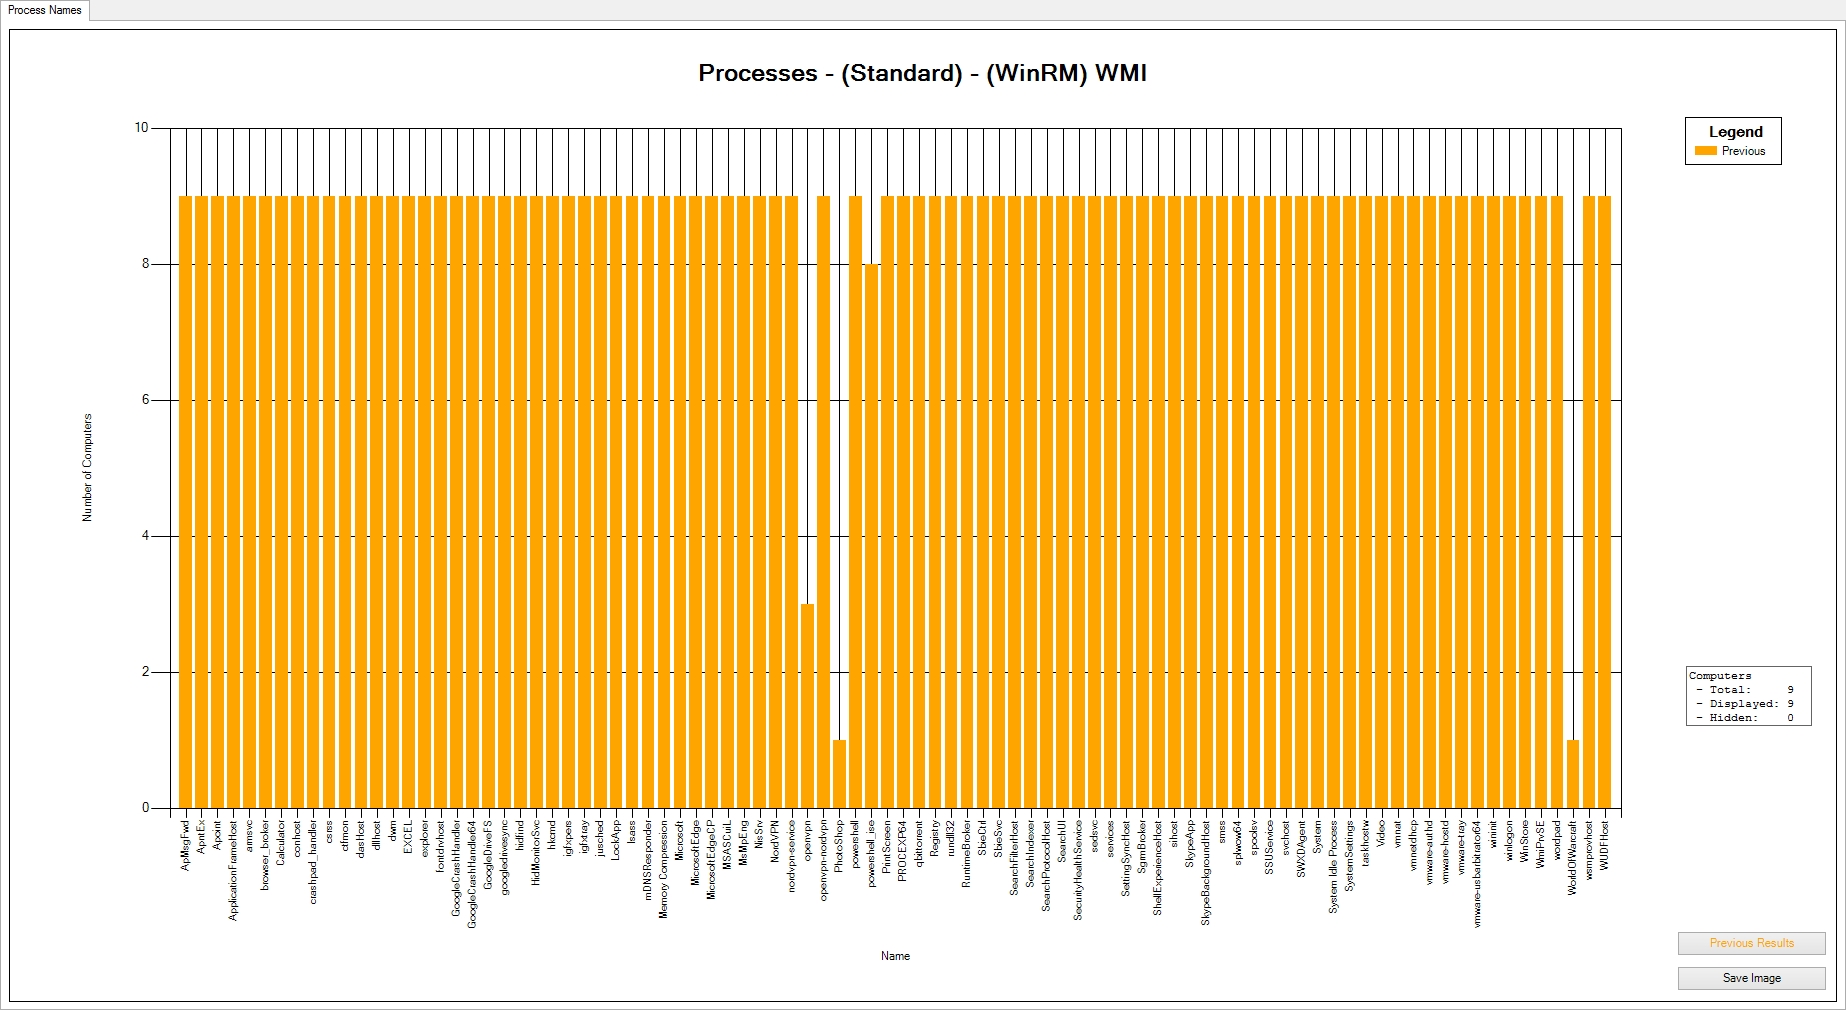 Process Names
Processes - (Standard) - (WinRM) WMI
Legend
Previous
10
8
6
4
2
0
Number of Computers
ApMsgFwd
ApntEx
Apoint
ApplicationFrameHost
armsvc
browser_broker
Calculator
conhost
crashpad_handler
csrss
ctfmon
dasHost
dllhost
dwm
EXCEL
explorer
fontdrvhost
GoogleCrashHandler
GoogleCrashHandler64
GoogleDriveFS
googledrivesync
hidfind
HidMonitorSvc
hkcmd
igfxpers
igfxtray
jusched
LockApp
lsass
mDNSResponder
Memory Compression
Microsoft
MicrosoftEdge
MicrosoftEdgeCP
MSASCuiL
MsMpEng
NisSrv
NordVPN
nordvpn-service
openvpn
openvpn-nordvpn
PhotoShop
powershell
powershell_ise
PrintScreen
PROCEXP64
qbittorrent
Registry
rundll32
RuntimeBroker
SbieCtrl
SbieSvc
SearchFilterHost
SearchIndexer
SearchProtocolHost
SearchUI
SecurityHealthService
sedsvc
services
SettingSyncHost
SgrmBroker
ShellExperienceHost
sihost
SkypeApp
SkypeBackgroundHost
smss
splwow64
spoolsv
SSUService
svchost
SWXDAgent
System
System Idle Process
SystemSettings
taskhostw
Video
vmnat
vmnetdhcp
vmware-authd
vmware-hostd
vmware-tray
vmware-usbarbitrator64
wininit
winlogon
WinStore
WmiPrvSE
wordpad
WorldOfWarcraft
wsmprovhost
WUDFHost
Name
Computers
- Total: 9
- Displayed: 9
- Hidden: 0
Previous Results
Save Image